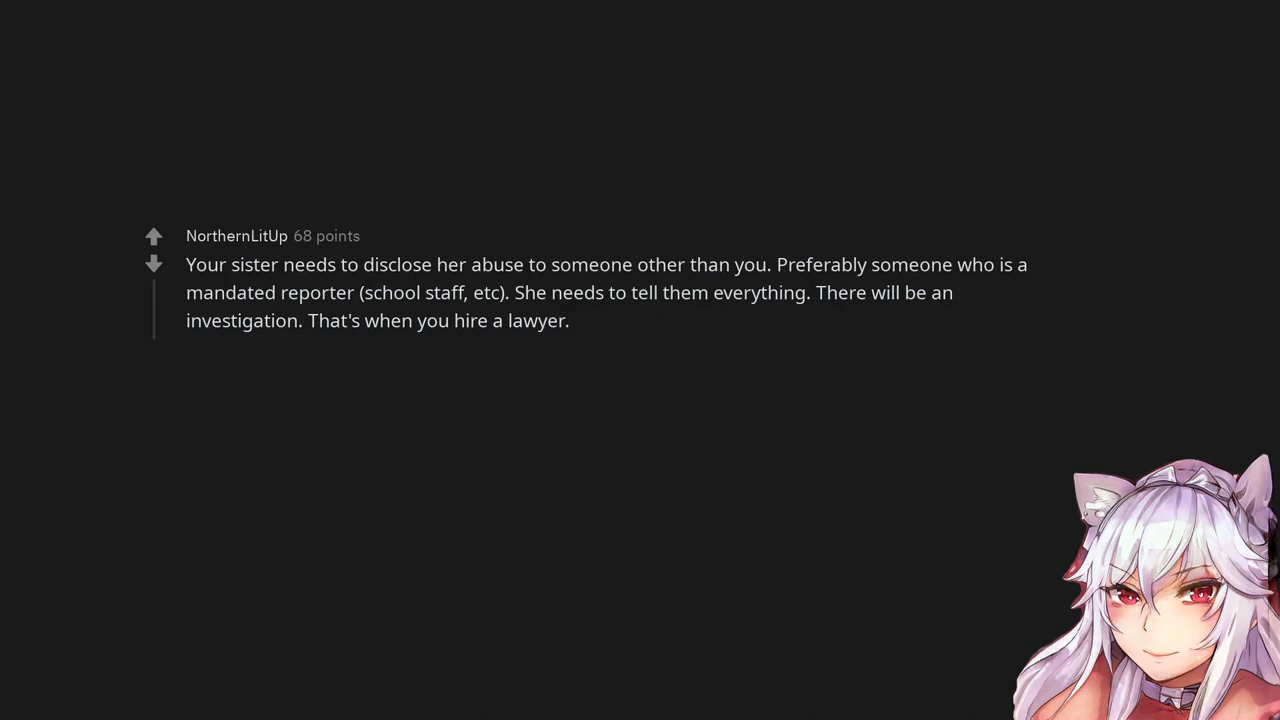 NorthernLitUp 68 points
Your sister needs to disclose her abuse to someone other than you. Preferably someone who is a
mandated reporter (school staff, etc). She needs to tell them everything. There will be an
investigation. That's when you hire a lawyer.